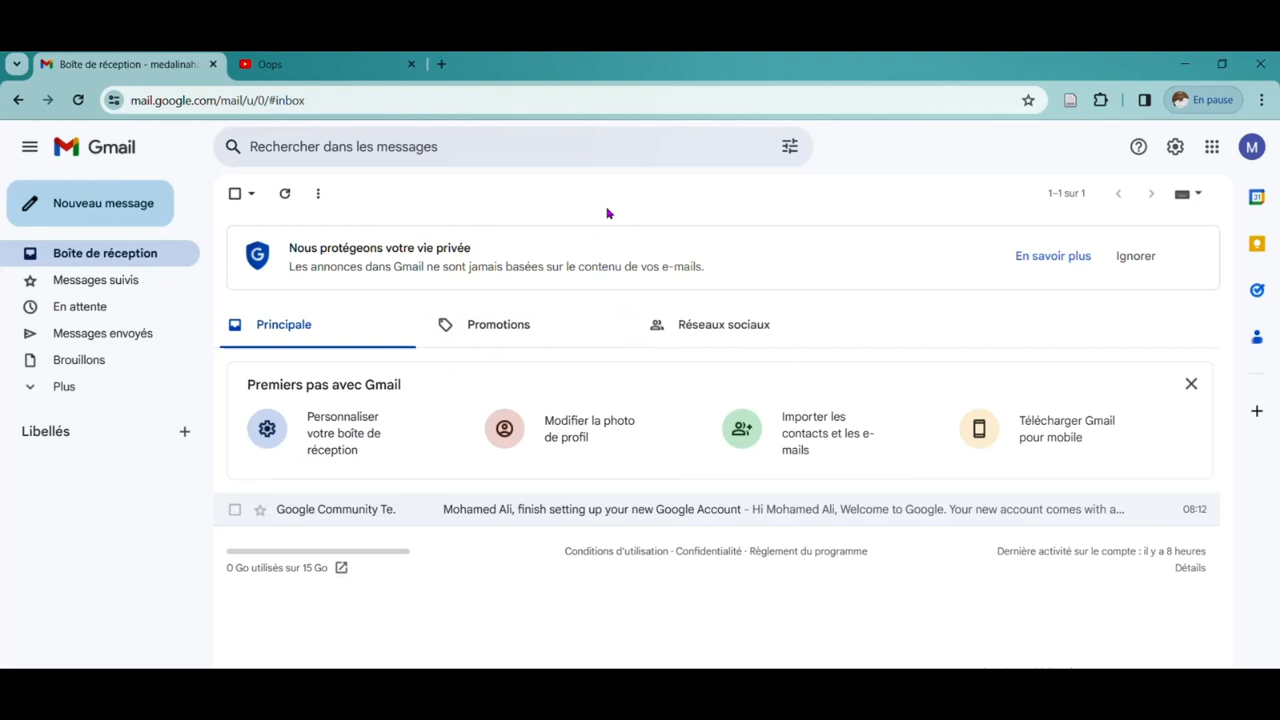 Boîte de réception - medalinah
Oops
mail.google.com/mail/u/0/#inbox
En pause
Gmail
Rechercher dans les messages
M
Nouveau message
1–1 sur 1
31
Boîte de réception
Messages suivis
En attente
Messages envoyés
Brouillons
Plus
Libellés
G
Nous protégeons votre vie privée
Les annonces dans Gmail ne sont jamais basées sur le contenu de vos e-mails.
En savoir plus
Ignorer
Principale
Promotions
Réseaux sociaux
Premiers pas avec Gmail
Personnaliser
votre boîte de
réception
Modifier la photo
de profil
Importer les
contacts et les e-
mails
Télécharger Gmail
pour mobile
Google Community Te. Mohamed Ali, finish setting up your new Google Account - Hi Mohamed Ali, Welcome to Google. Your new account comes with a... 08:12
0 Go utilisés sur 15 Go
Conditions d'utilisation · Confidentialité · Règlement du programme
Dernière activité sur le compte : il y a 8 heures
Détails